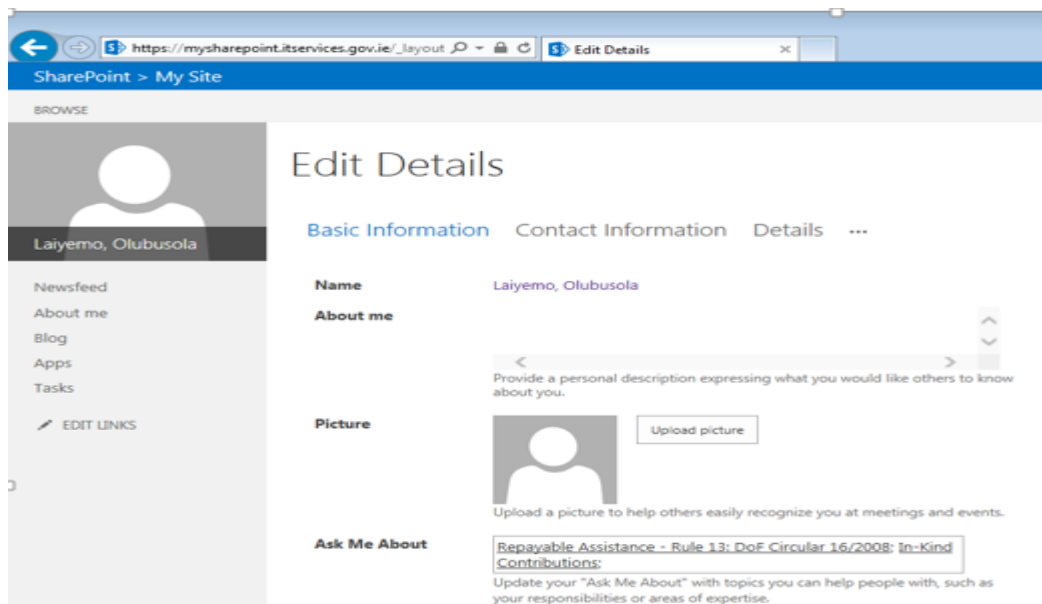 https://mysharepoint.itservices.gov.ie/_layout
Edit Details
SharePoint > My Site
BROWSE
Laiyemo, Olubusola
Newsfeed
About me
Blog
Apps
Tasks
EDIT LINKS
Edit Details
Basic Information Contact Information Details ...
Name Laiyemo, Olubusola
About me
Provide a personal description expressing what you would like others to know
about you.
Picture
Upload picture
Upload a picture to help others easily recognize you at meetings and events.
Ask Me About
Repayable Assistance - Rule 13; DoF Circular 16/2008; In-Kind
Contributions;
Update your "Ask Me About" with topics you can help people with, such as
your responsibilities or areas of expertise.